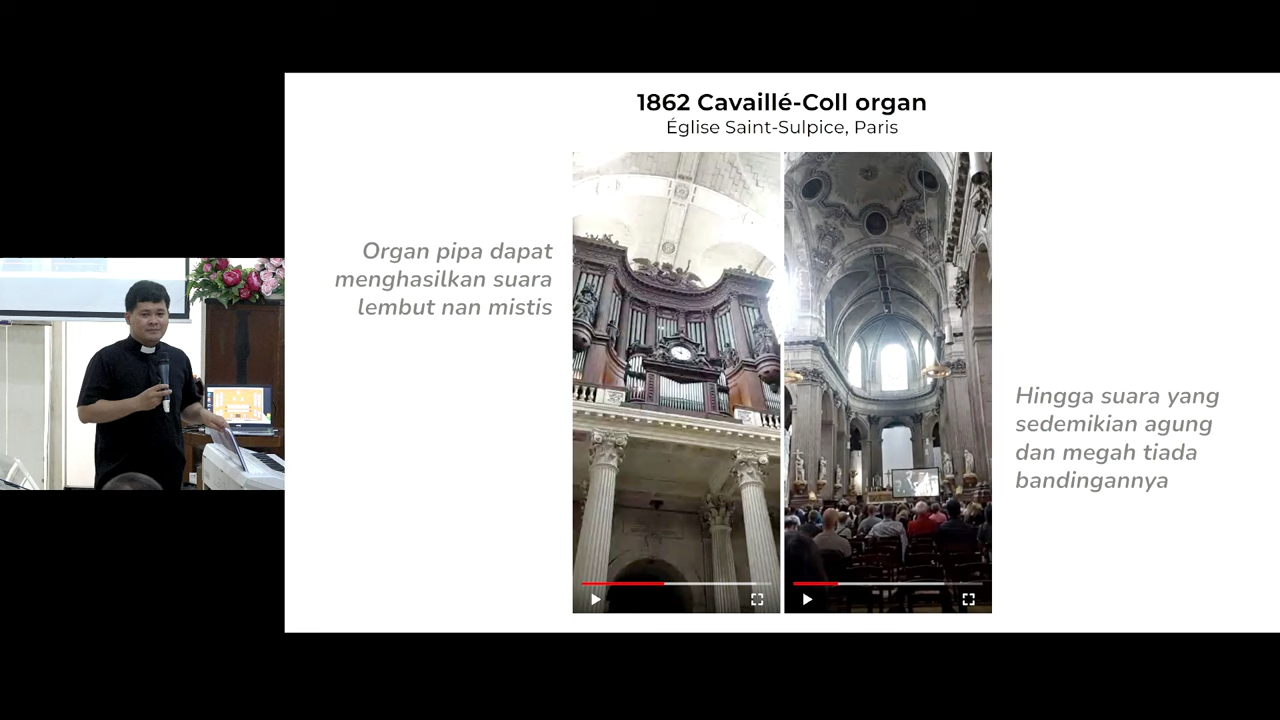 1862 Cavaillé-Coll organ
Église Saint-Sulpice, Paris
Organ pipa dapat
menghasilkan suara
lembut nan mistis
Hingga suara yang
sedemikian agung
dan megah tiada
bandingannya